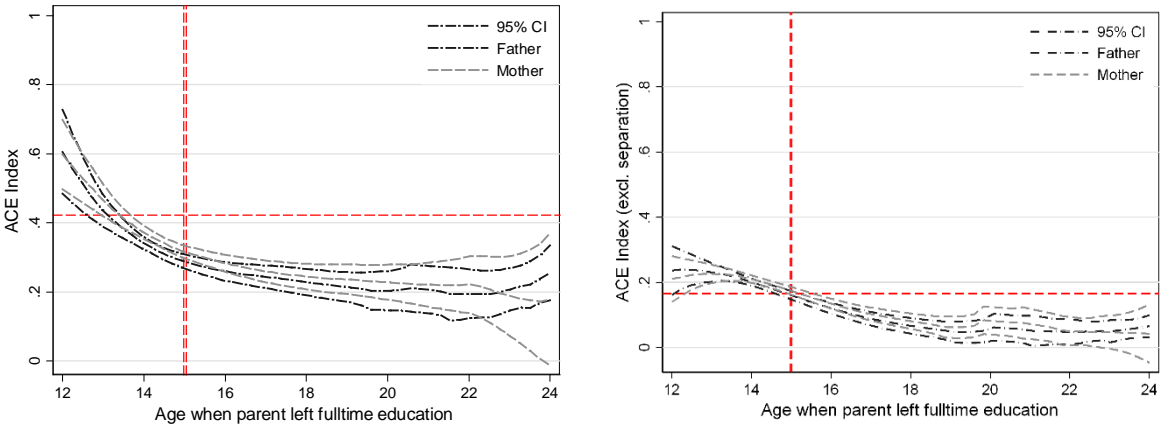 ACE Index
1
.8
.6
.4
.2
0
12
14
16
18
20
22
24
Age when parent left fulltime education
95% CI
Father
Mother
ACE Index (excl. separation)
1
.8
.6
.4
.2
0
12
14
16
18
20
22
24
Age when parent left fulltime education
95% CI
Father
Mother